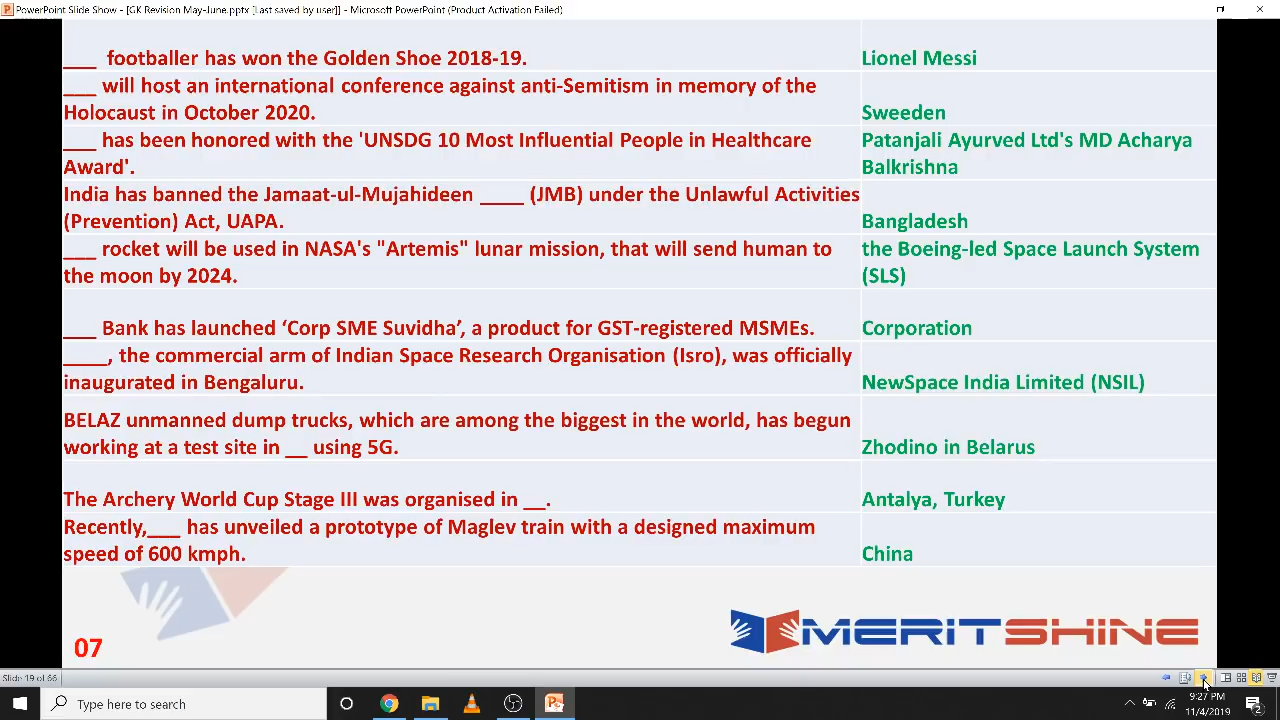 PowerPoint Slide Show - [GK Revision May-June.pptx [Last saved by user]] - Microsoft PowerPoint (Product Activation Failed)
___ footballer has won the Golden Shoe 2018-19.
Lionel Messi
___ will host an international conference against anti-Semitism in memory of the
Holocaust in October 2020.
Sweeden
___ has been honored with the 'UNSDG 10 Most Influential People in Healthcare
Award'.
Patanjali Ayurved Ltd's MD Acharya
Balkrishna
India has banned the Jamaat-ul-Mujahideen ____ (JMB) under the Unlawful Activities
(Prevention) Act, UAPA.
Bangladesh
___ rocket will be used in NASA's "Artemis" lunar mission, that will send human to
the moon by 2024.
the Boeing-led Space Launch System
(SLS)
___ Bank has launched ‘Corp SME Suvidha’, a product for GST-registered MSMEs.
Corporation
____, the commercial arm of Indian Space Research Organisation (Isro), was officially
inaugurated in Bengaluru.
NewSpace India Limited (NSIL)
BELAZ unmanned dump trucks, which are among the biggest in the world, has begun
working at a test site in __ using 5G.
Zhodino in Belarus
The Archery World Cup Stage III was organised in __.
Antalya, Turkey
Recently,___ has unveiled a prototype of Maglev train with a designed maximum
speed of 600 kmph.
China
07
MERITSHINE
Slide 19 of 66
Type here to search
9:27 PM
11/4/2019
2